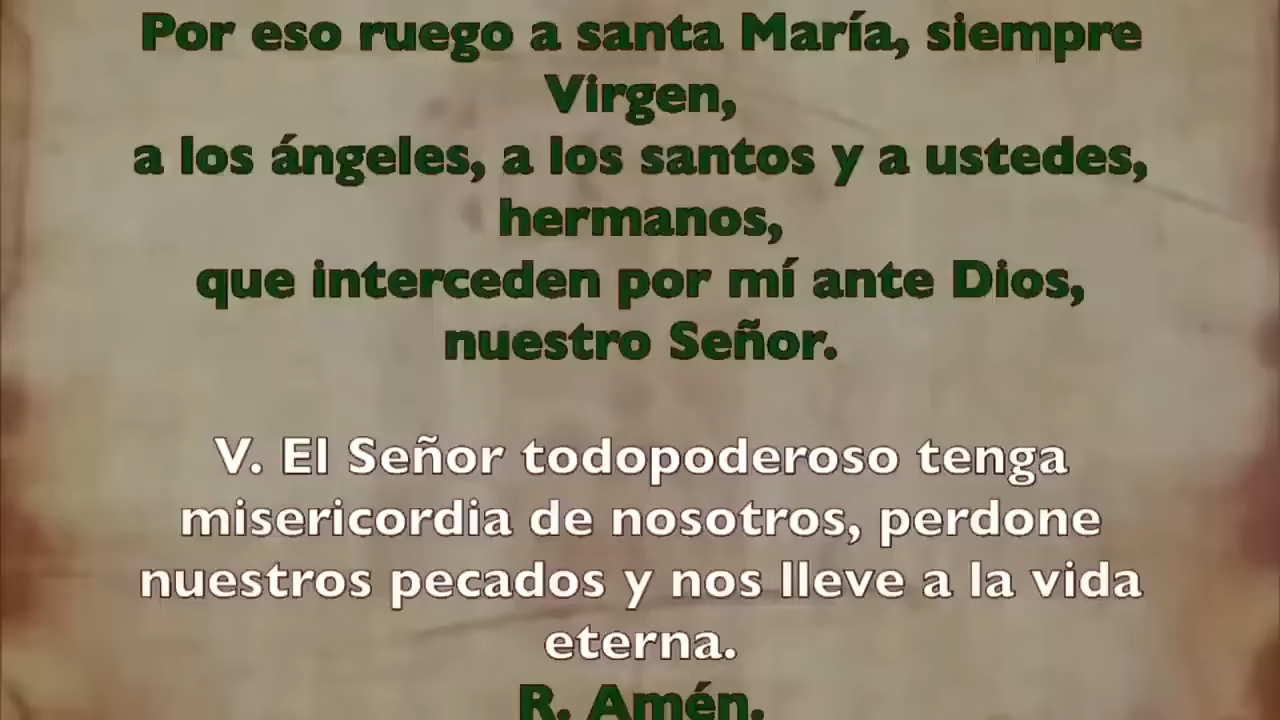 Por eso ruego a santa María, siempre
Virgen,
a los ángeles, a los santos y a ustedes,
hermanos,
que interceden por mí ante Dios,
nuestro Señor.
V. El Señor todopoderoso tenga
misericordia de nosotros, perdone
nuestros pecados y nos lleve a la vida
eterna.
R. Amén.